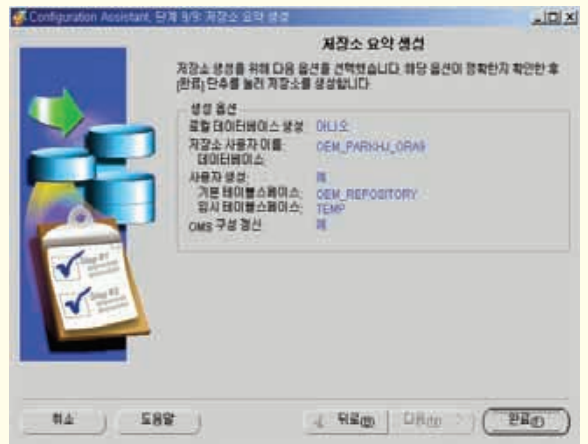 Configuration Assistant, 단계 9/9: 저장소 요약 생성
저장소 요약 생성
저장소 생성을 위해 다음 옵션을 선택했습니다. 해당 옵션이 정확한지 확인한 후
[완료] 단추를 눌러 저장소를 생성합니다.
생성 옵션
로컬 데이터베이스 생성: 아니오
저장소 사용자 이름: OEM_PARKHJ_ORA9
데이터베이스:
사용자 생성: 예
기본 테이블스페이스: OEM_REPOSITORY
임시 테이블스페이스: TEMP
OMS 구성 갱신: 예
Step #1
Step #2
취소 도움말 뒤로(B) 다음(N) 완료(F)